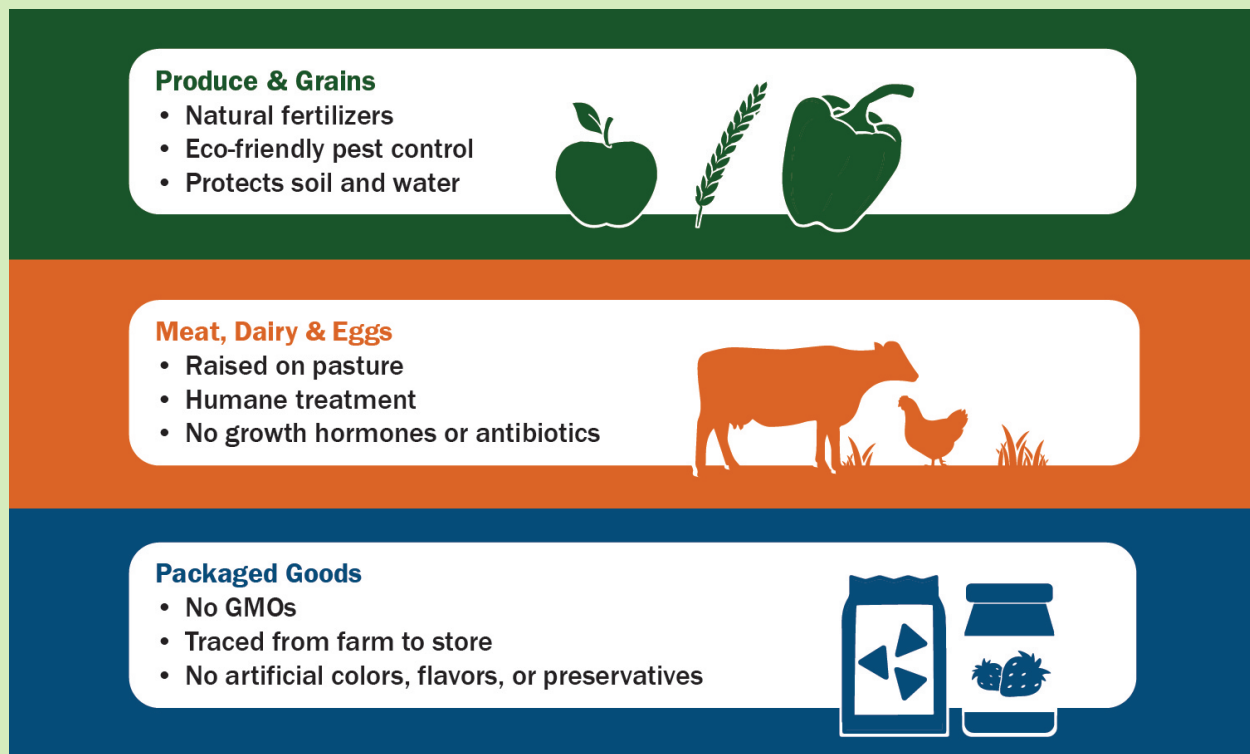 Produce & Grains
• Natural fertilizers
• Eco-friendly pest control
• Protects soil and water
Meat, Dairy & Eggs
• Raised on pasture
• Humane treatment
• No growth hormones or antibiotics
Packaged Goods
• No GMOs
• Traced from farm to store
• No artificial colors, flavors, or preservatives